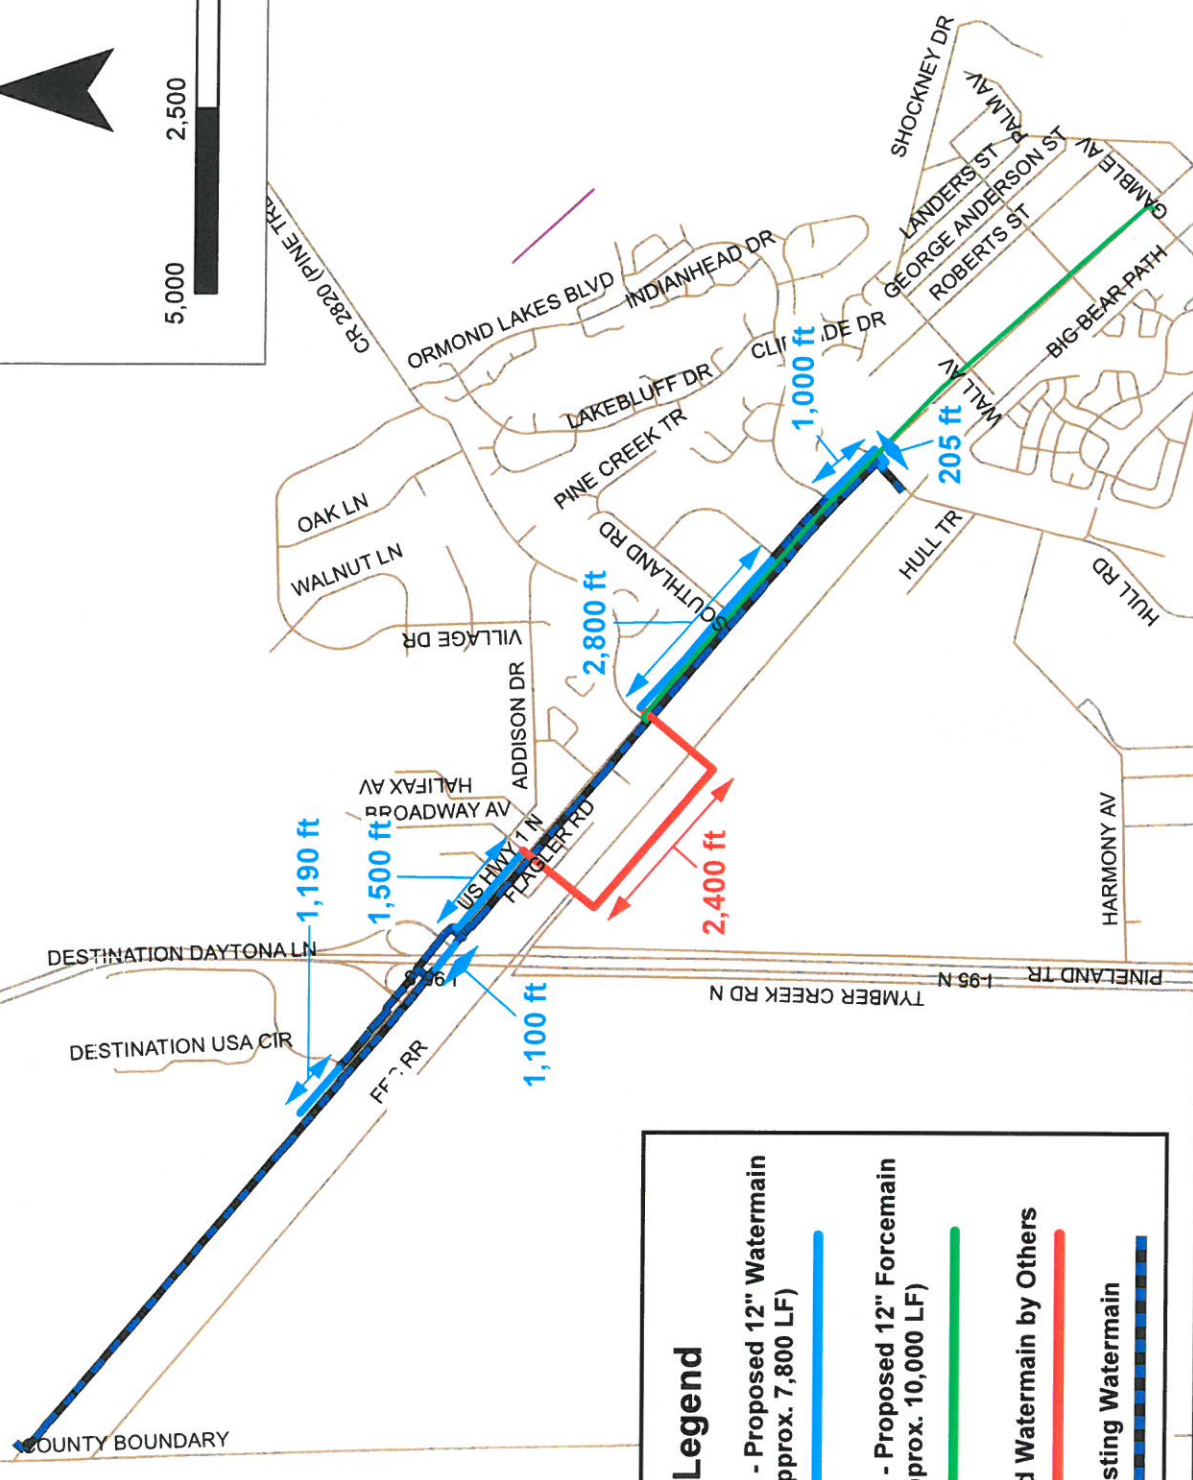 5,000
2,500
SHOCKNEY DR
PALM AV
LANDERS ST
GEORGE ANDERSON ST
ROBERTS ST
GAMBLE AV
BIG BEAR PATH
WALL AV
CR 2820 (PINE
ORMOND LAKES BLVD
INDIANHEAD DR
LAKEBLUFF DR
DE DR
PINE CREEK TR
1,000 ft
205 ft
OAK LN
WALNUT LN
VILLAGE DR
SOUTHLAND RD
2,800 ft
HULL TR
HULL RD
ADDISON DR
HALIFAX AV
BROADWAY AV
US HWY 1 N
FLAGLER RD
1,190 ft
1,500 ft
2,400 ft
1,100 ft
DESTINATION DAYTONA LN
DESTINATION USA CIR
I-95 N
TYMBER CREEK RD N
PINELAND TR
HARMONY AV
RR
COUNTY BOUNDARY
Legend
- Proposed 12" Watermain
pprox. 7,800 LF)
- Proposed 12" Forcemain
pprox. 10,000 LF)
d Watermain by Others
sting Watermain